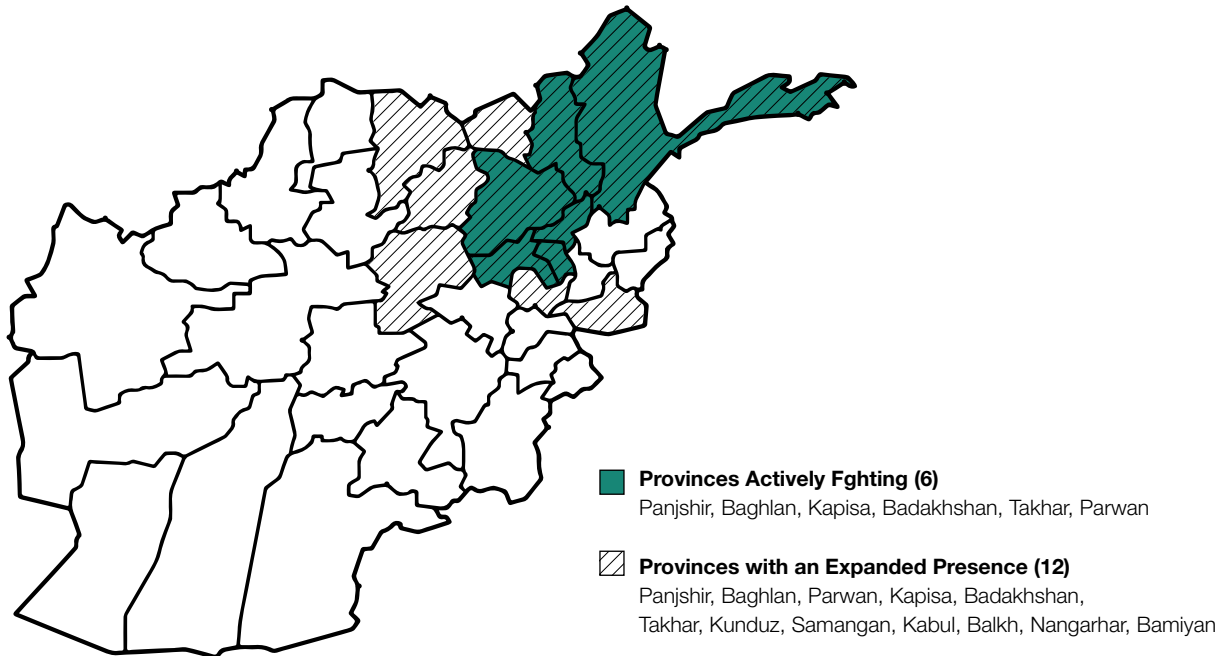 Provinces Actively Fghting (6)
Panjshir, Baghlan, Kapisa, Badakhshan, Takhar, Parwan
Provinces with an Expanded Presence (12)
Panjshir, Baghlan, Parwan, Kapisa, Badakhshan,
Takhar, Kunduz, Samangan, Kabul, Balkh, Nangarhar, Bamiyan